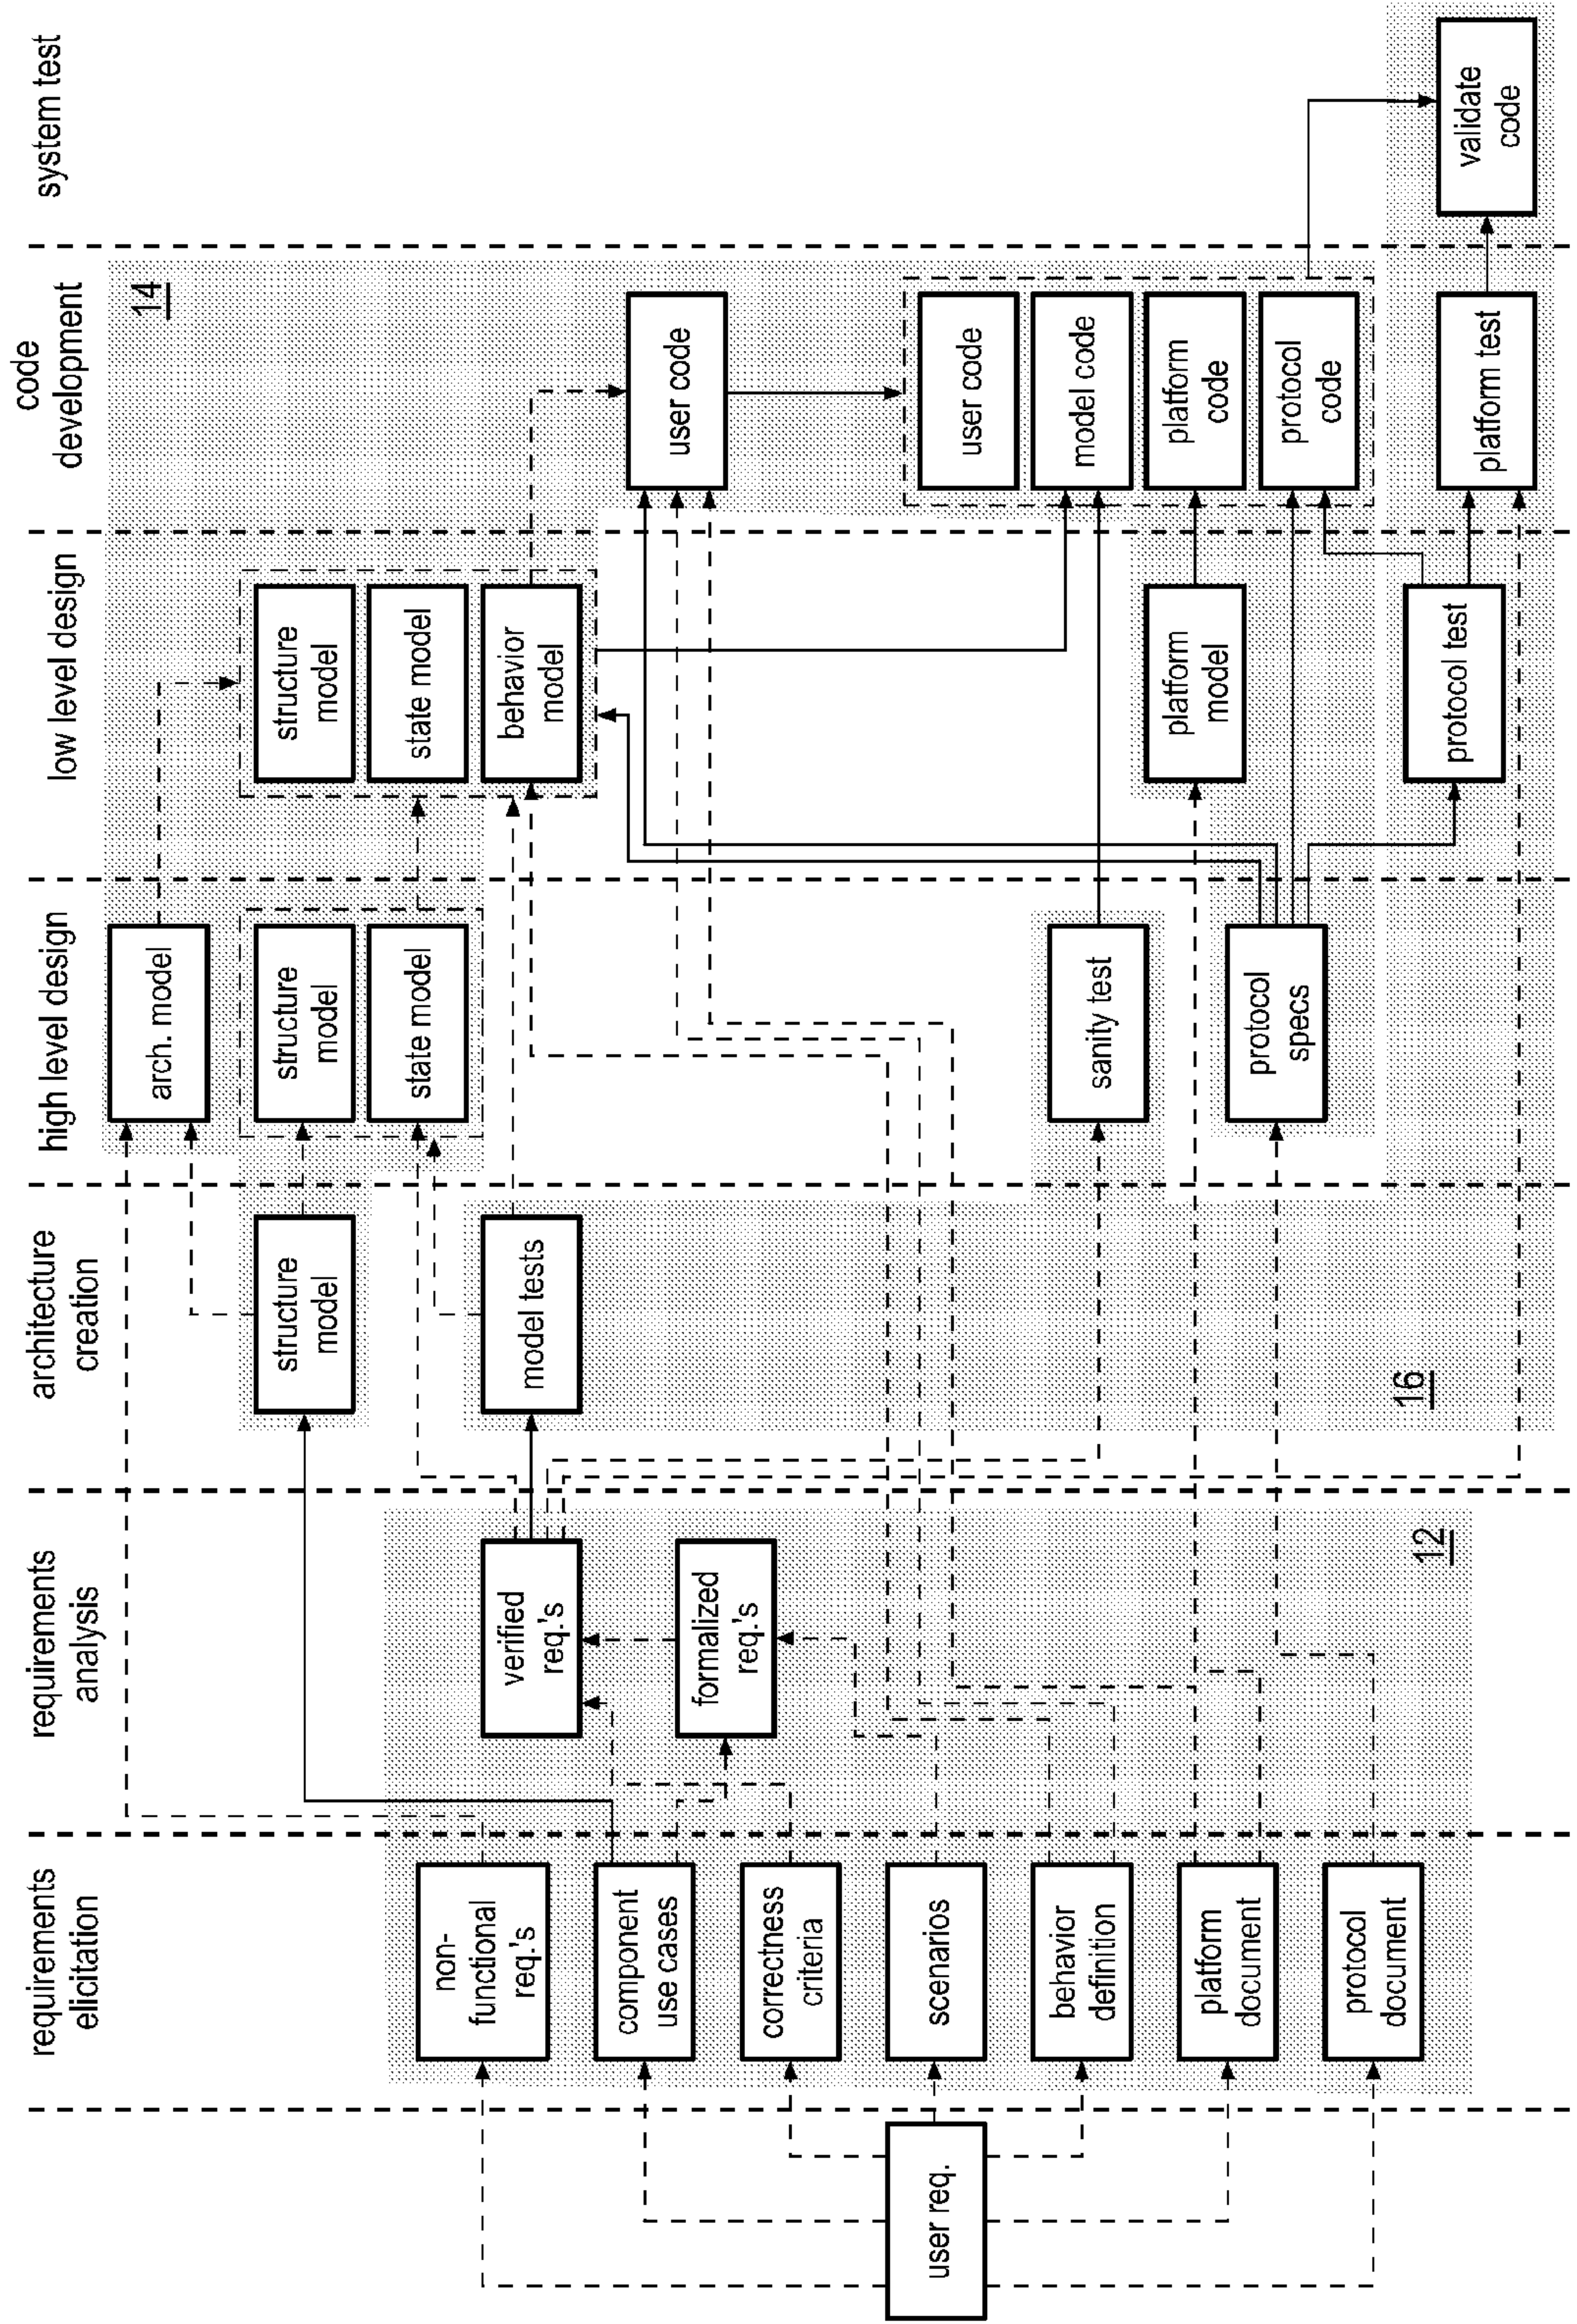 requirements
elicitation
requirements
analysis
architecture
creation
high level design
low level design
code
development
system test
user req.
non-
functional
req.'s
component
use cases
correctness
criteria
scenarios
behavior
definition
platform
document
protocol
document
verified
req.'s
formalized
req.'s
12
structure
model
model tests
16
arch. model
structure
model
state model
sanity test
protocol
specs
structure
model
state model
behavior
model
platform
model
protocol test
14
user code
user code
model code
platform
code
protocol
code
platform test
validate
code